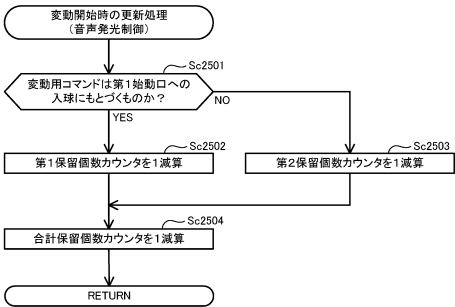 変動開始時の更新処理
(音声発光制御)
Sc2501
変動用コマンドは第1始動口への
入球にもとづくものか?
NO
YES
Sc2502
第1保留個数カウンタを1減算
Sc2503
第2保留個数カウンタを1減算
Sc2504
合計保留個数カウンタを1減算
RETURN